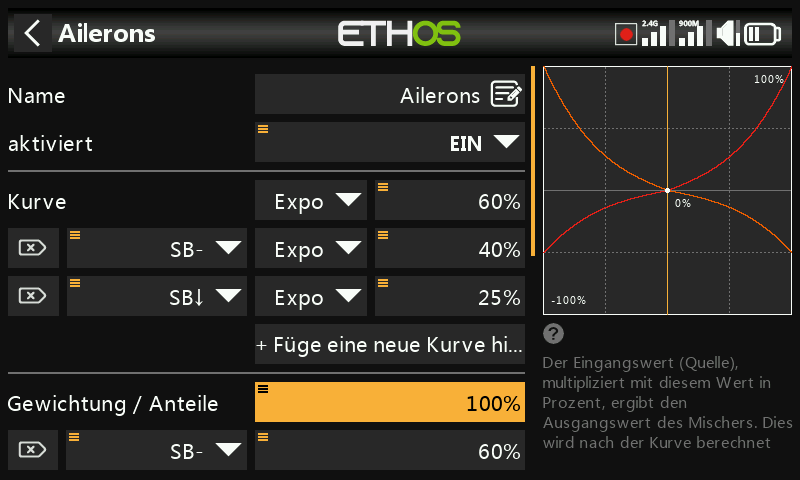 Ailerons
ETHOS
2.4G
900M
Name
Ailerons
aktiviert
EIN
Kurve
Expo
60%
SB-
Expo
40%
SB↓
Expo
25%
+ Füge eine neue Kurve hi...
Gewichtung / Anteile
100%
SB-
60%
100%
0%
-100%
?
Der Eingangswert (Quelle),
multipliziert mit diesem Wert in
Prozent, ergibt den
Ausgangswert des Mischers. Dies
wird nach der Kurve berechnet